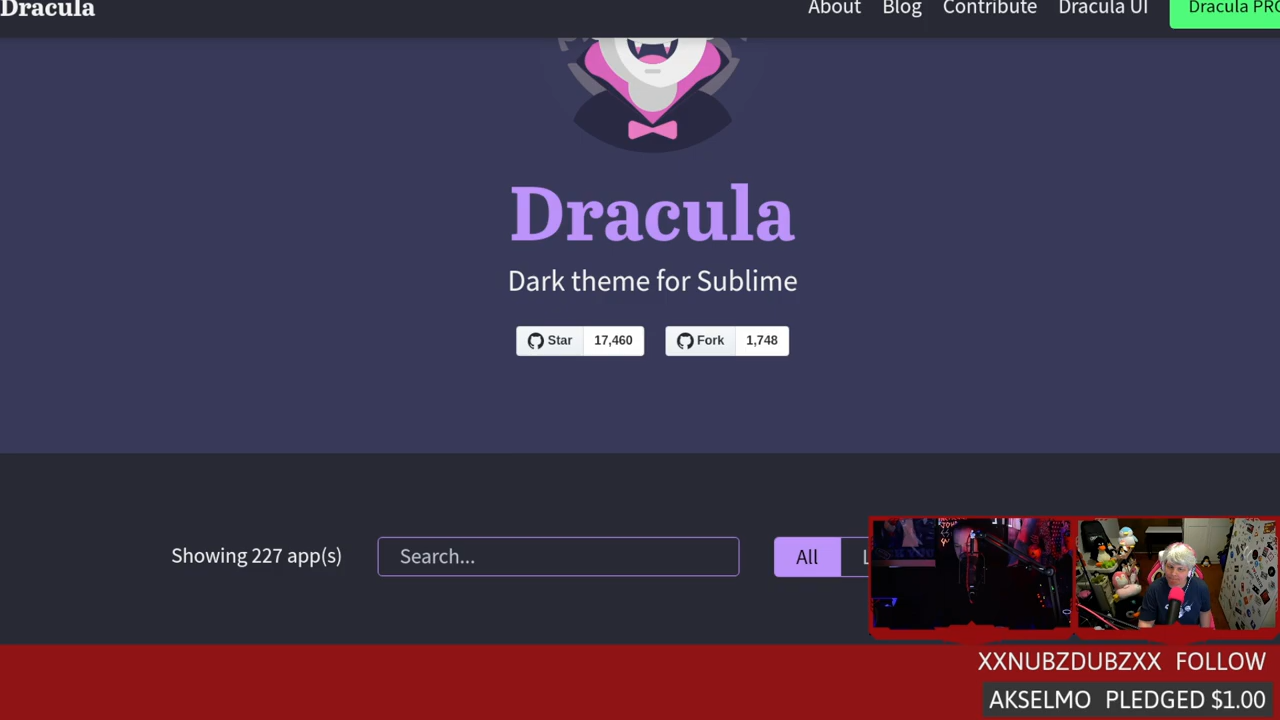 Dracula
About Blog Contribute Dracula UI Dracula PRO
Dracula
Dark theme for Sublime
Star 17,460 Fork 1,748
Showing 227 app(s) Search... All L
XXNUBZDUBZXX FOLLOW
AKSELMO PLEDGED $1.00